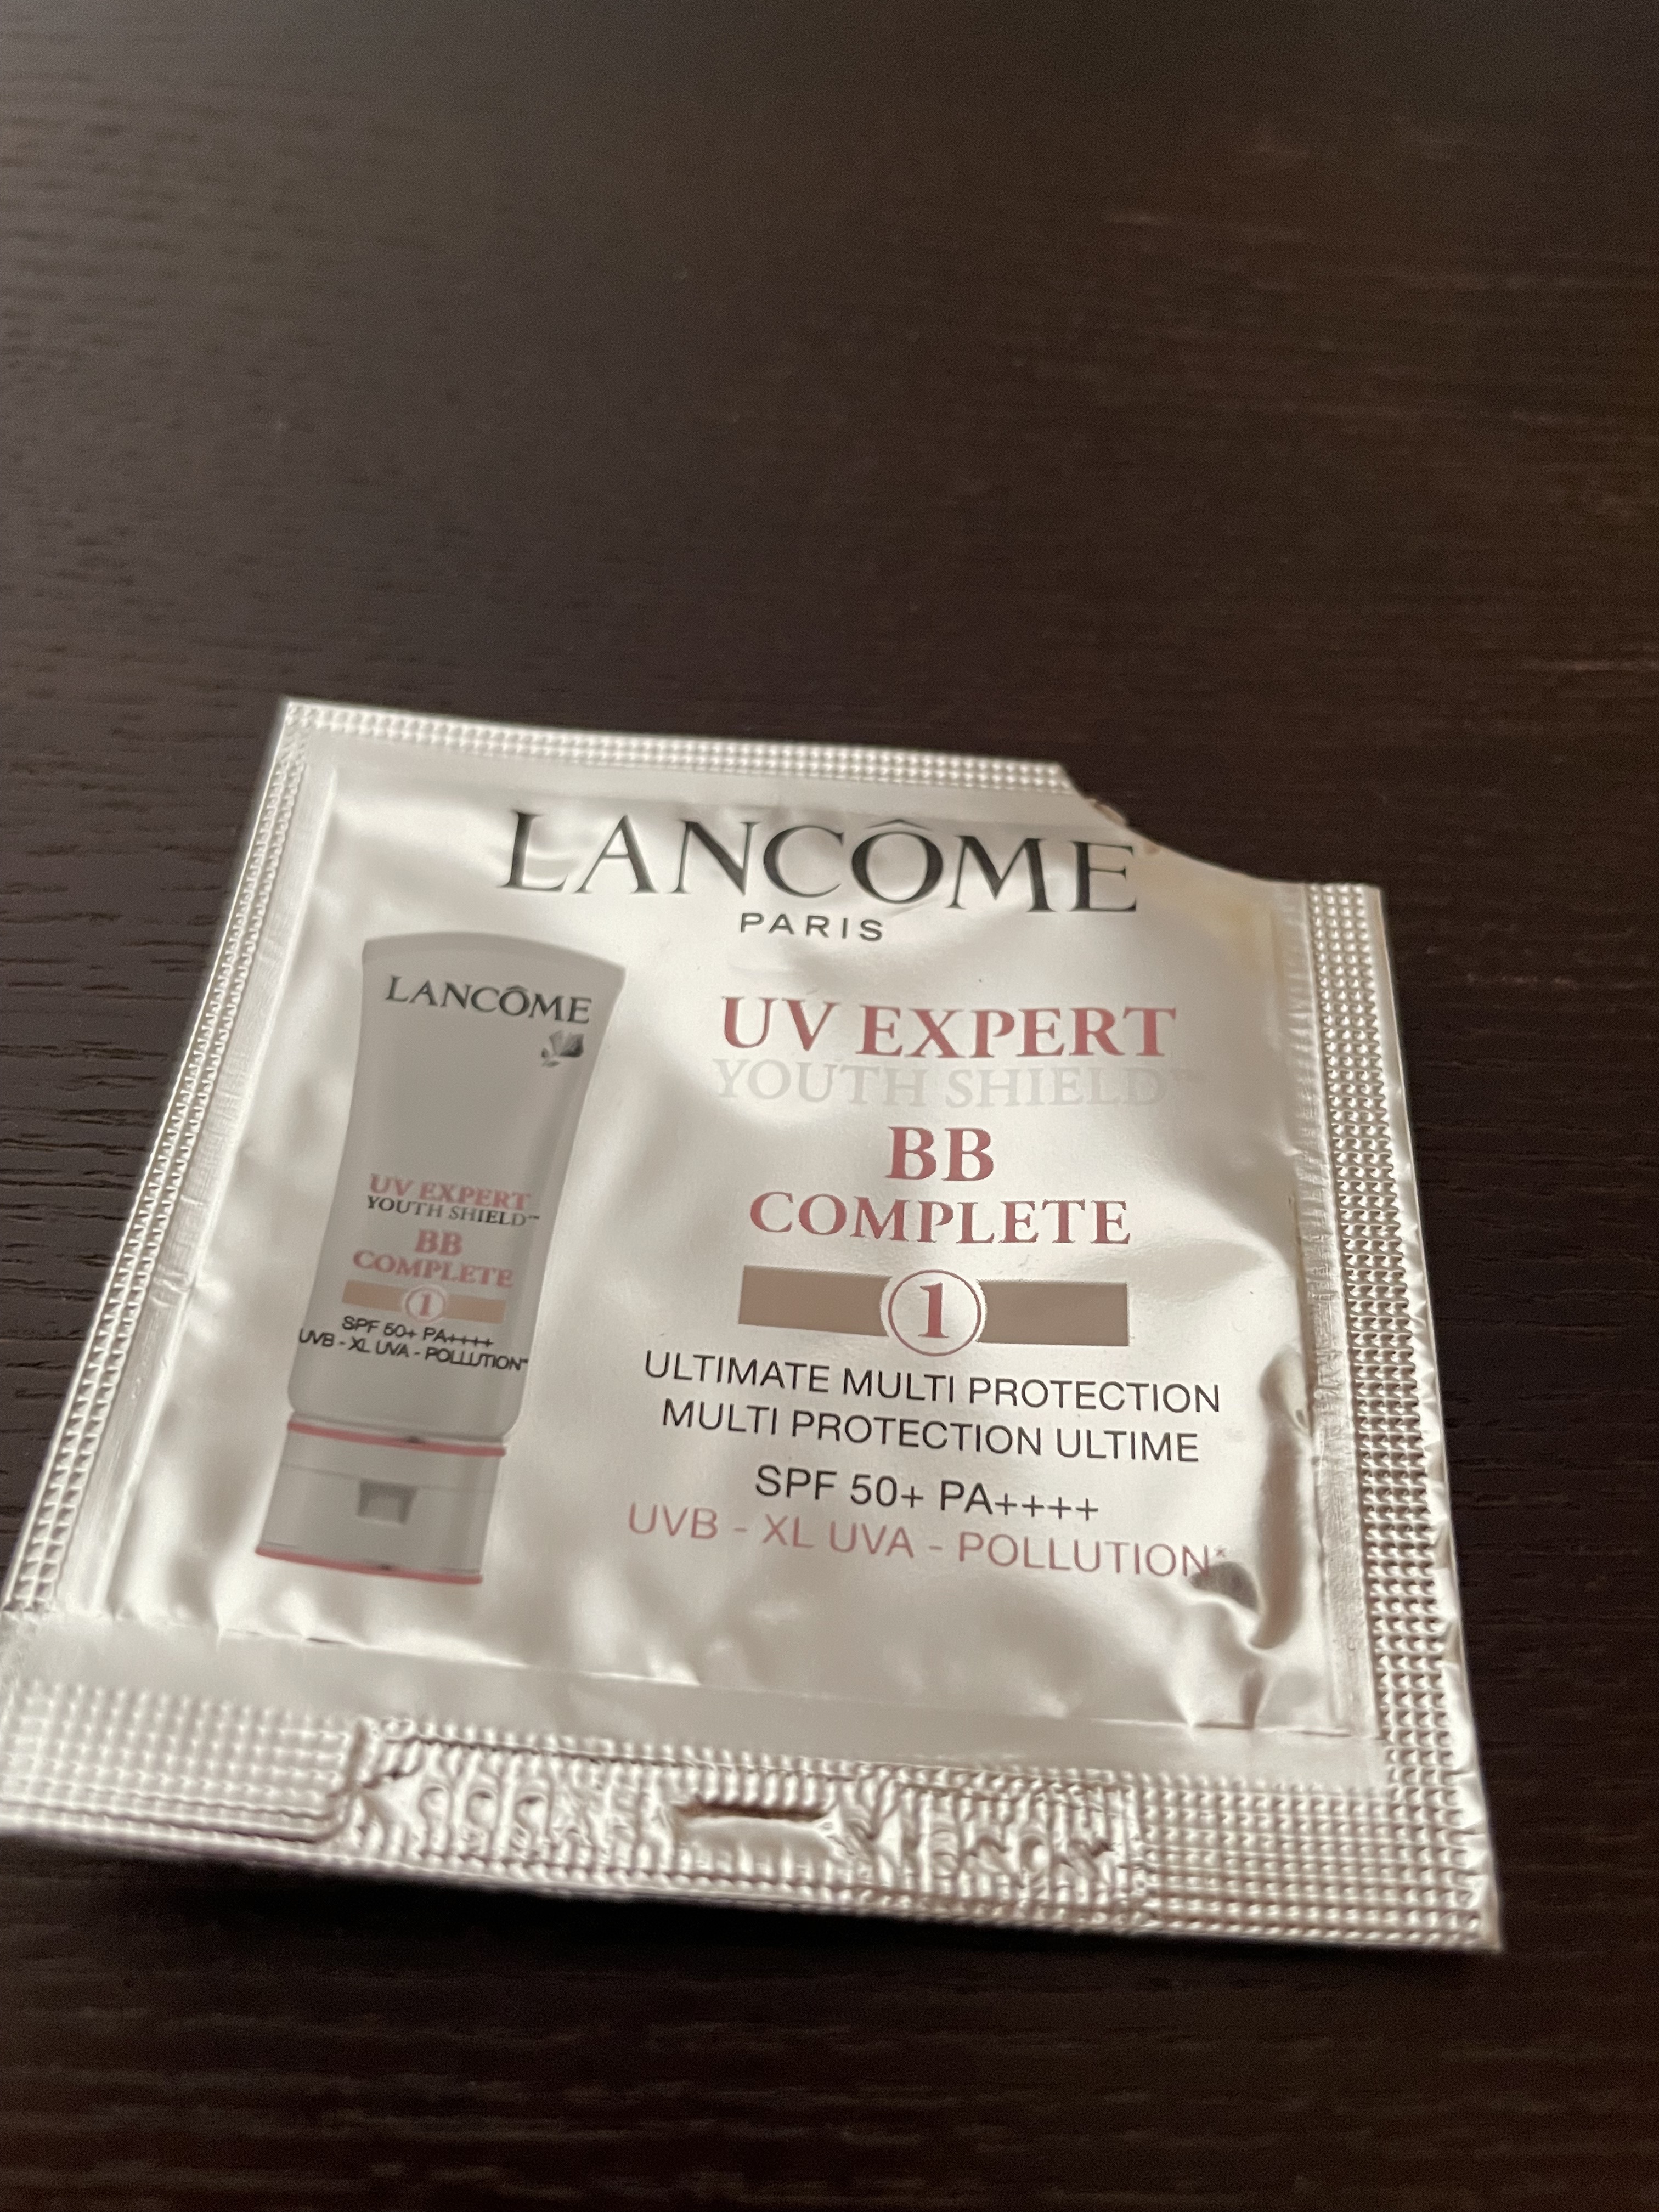 LANCÔME
PARIS
LANCÔME
UV EXPERT
YOUTH SHIELD™
BB
COMPLETE
1
SPF 50+ PA++++
UVB - XL UVA - POLLUTION*
UV EXPERT
YOUTH SHIELD™
BB
COMPLETE
1
ULTIMATE MULTI PROTECTION
MULTI PROTECTION ULTIME
SPF 50+ PA++++
UVB - XL UVA - POLLUTION*